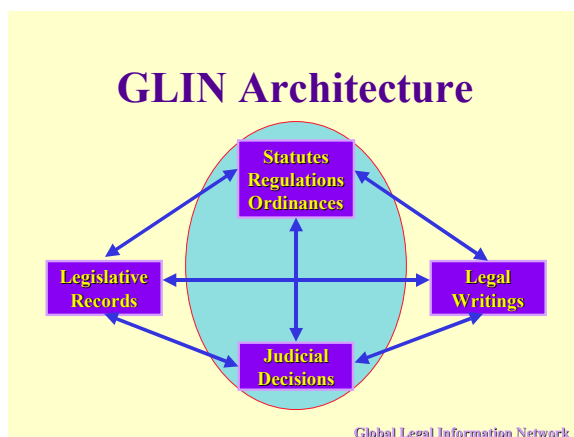 GLIN Architecture
Statutes
Regulations
Ordinances
Legislative
Records
Legal
Writings
Judicial
Decisions
Global Legal Information Network